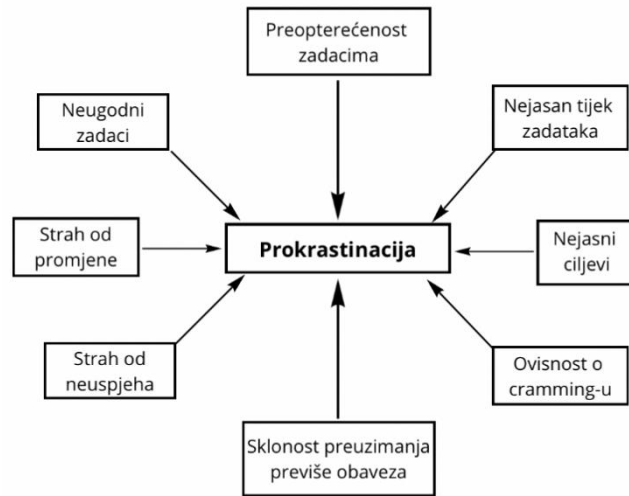 Preopterećenost
zadacima
Neugodni
zadaci
Nejasan tijek
zadataka
Strah od
promjene
Prokrastinacija
Nejasni
ciljevi
Strah od
neuspjeha
Ovisnost o
cramming-u
Sklonost preuzimanja
previše obaveza